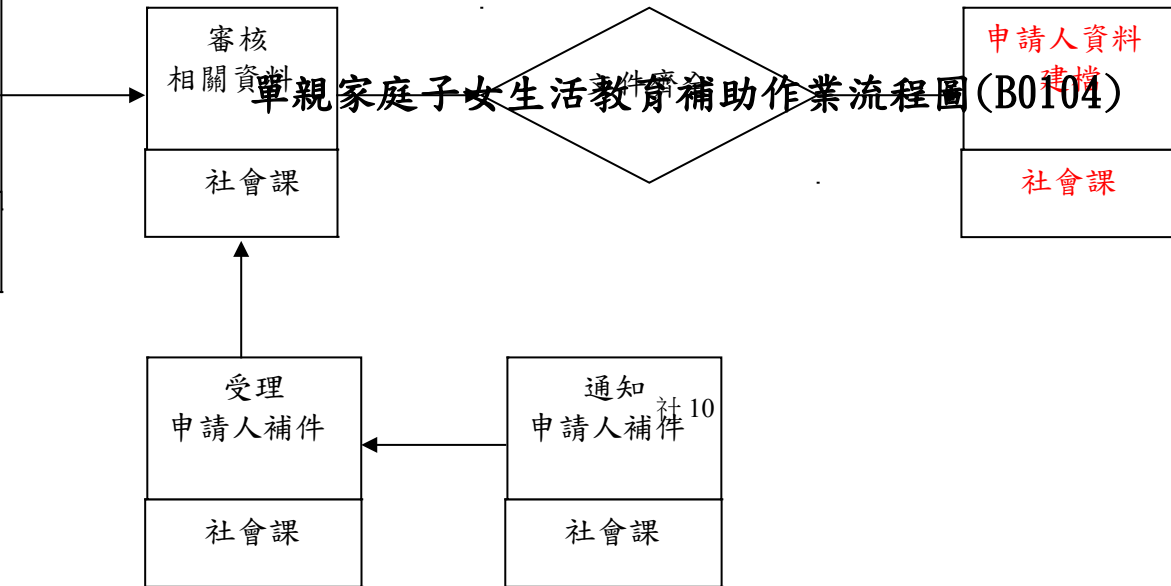 審核
相關資料
單親家庭子女生活教育補助作業流程圖(B0104)
申請人資料
建檔
社會課
社會課
受理
申請人補件
通知
申請人補件
社 10
社會課
社會課